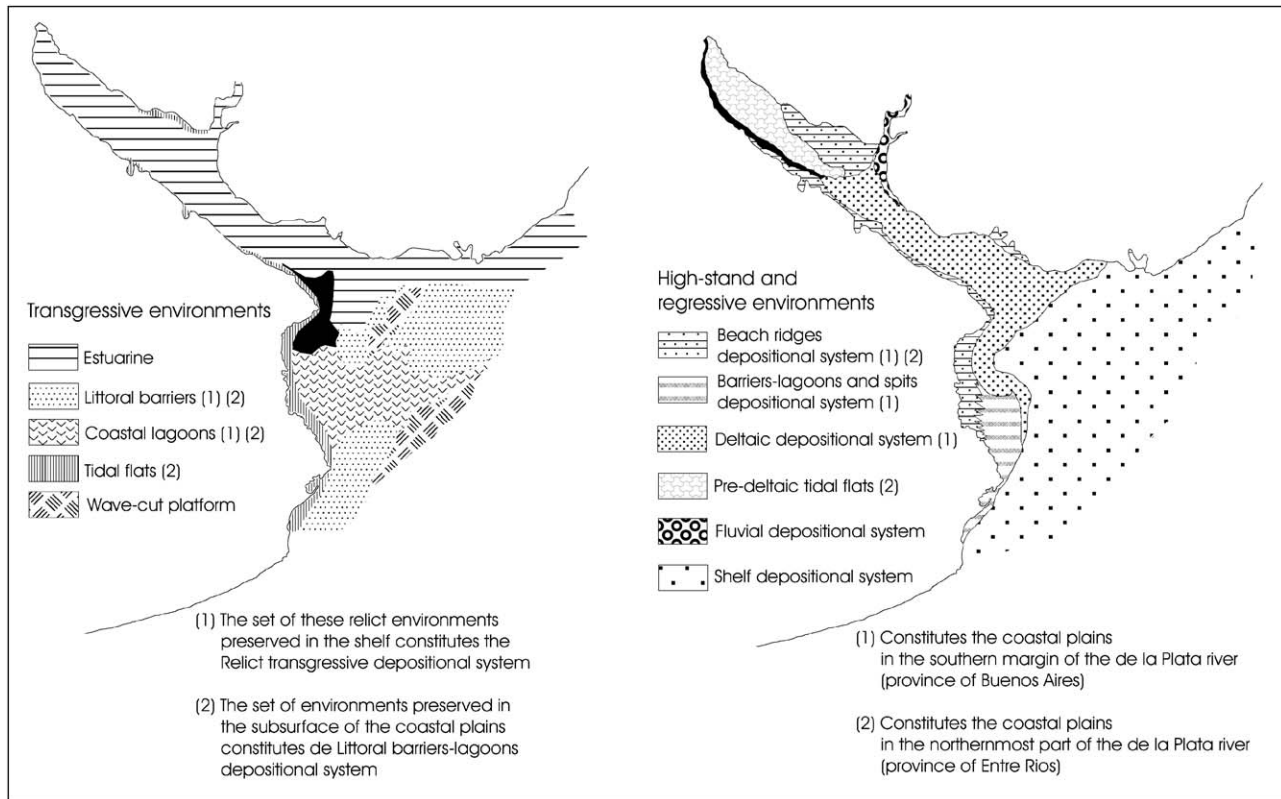 Transgressive environments
Estuarine
Littoral barriers (1) (2)
Coastal lagoons (1) (2)
Tidal flats (2)
Wave-cut platform
(1) The set of these relict environments
preserved in the shelf constitutes the
Relict transgressive depositional system
(2) The set of environments preserved in
the subsurface of the coastal plains
constitutes de Littoral barriers-lagoons
depositional system
High-stand and
regressive environments
Beach ridges
depositional system (1) (2)
Barriers-lagoons and spits
depositional system (1)
Deltaic depositional system (1)
Pre-deltaic tidal flats (2)
Fluvial depositional system
Shelf depositional system
(1) Constitutes the coastal plains
in the southern margin of the de la Plata river
(province of Buenos Aires)
(2) Constitutes the coastal plains
in the northernmost part of the de la Plata river
(province of Entre Rios)